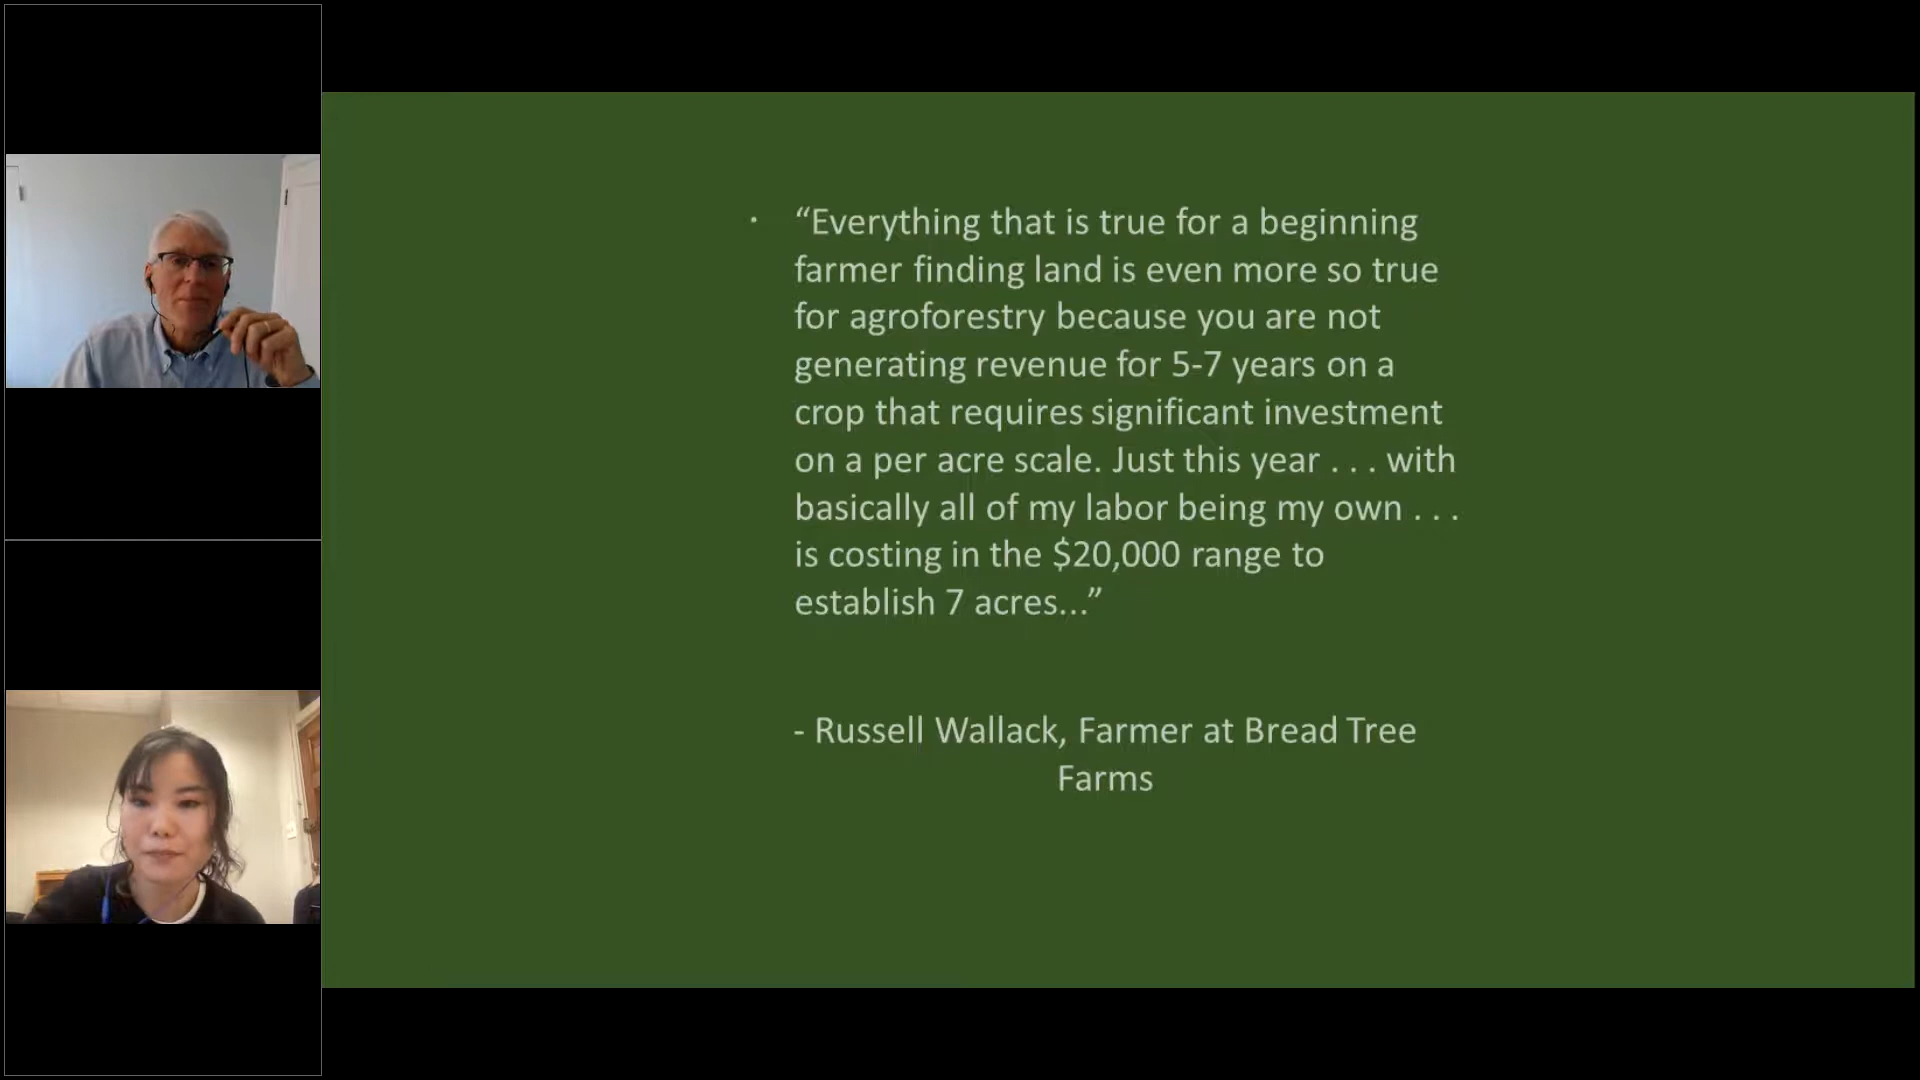 · “Everything that is true for a beginning
farmer finding land is even more so true
for agroforestry because you are not
generating revenue for 5-7 years on a
crop that requires significant investment
on a per acre scale. Just this year . . . with
basically all of my labor being my own . . .
is costing in the $20,000 range to
establish 7 acres...”
- Russell Wallack, Farmer at Bread Tree
Farms